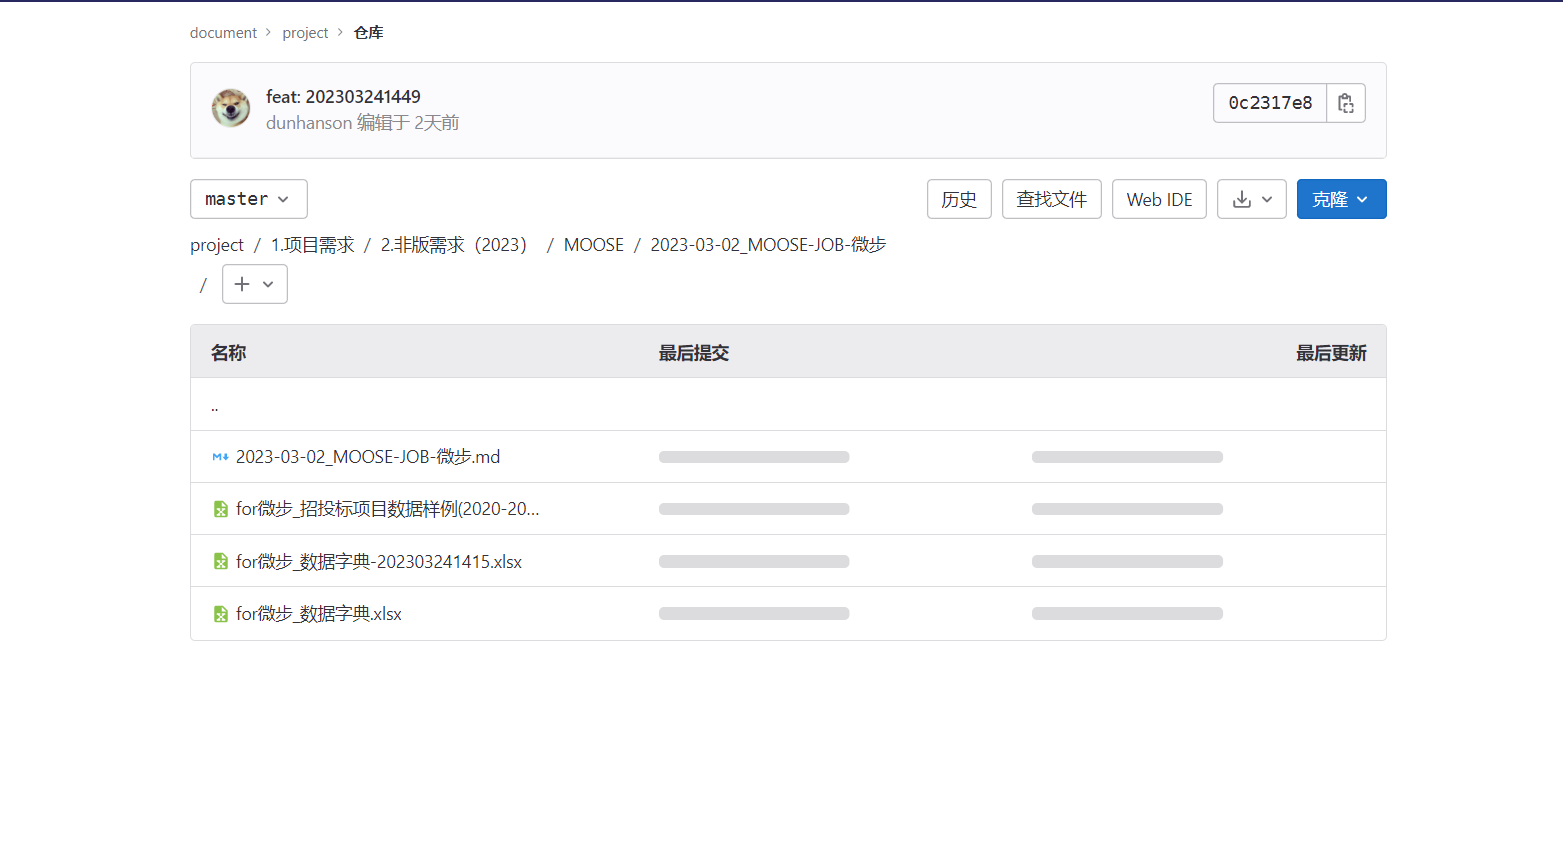 document > project > 仓库
feat: 202303241449
dunhanson 编辑于 2天前
0c2317e8
master
历史
查找文件
Web IDE
克隆
project / 1.项目需求 / 2.非版需求（2023） / MOOSE / 2023-03-02_MOOSE-JOB-微步
/ +
名称 最后提交 最后更新
..
2023-03-02_MOOSE-JOB-微步.md
for微步_招投标项目数据样例(2020-20...
for微步_数据字典-202303241415.xlsx
for微步_数据字典.xlsx